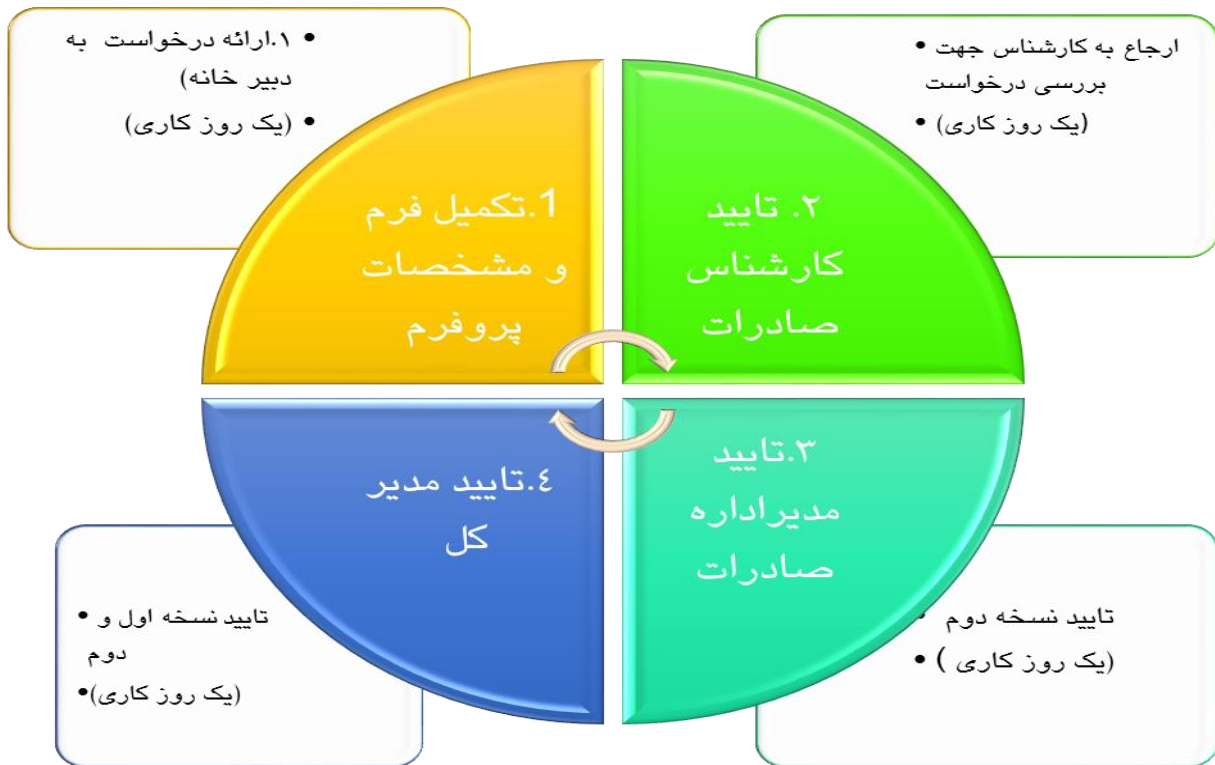 • ۱.ارائه درخواست به
دبیر خانه)
• (یک روز کاری)
ارجاع به کارشناس جهت •
بررسی درخواست
(یک روز کاری) •
1.تکمیل فرم
و مشخصات
پروفرم
۲. تایید
کارشناس
صادرات
۳.تایید
مدیراداره
صادرات
٤.تایید مدیر
کل
تایید نسخه اول و •
دوم
(یک روز کاری)•
تایید نسخه دوم •
(یک روز کاری ) •